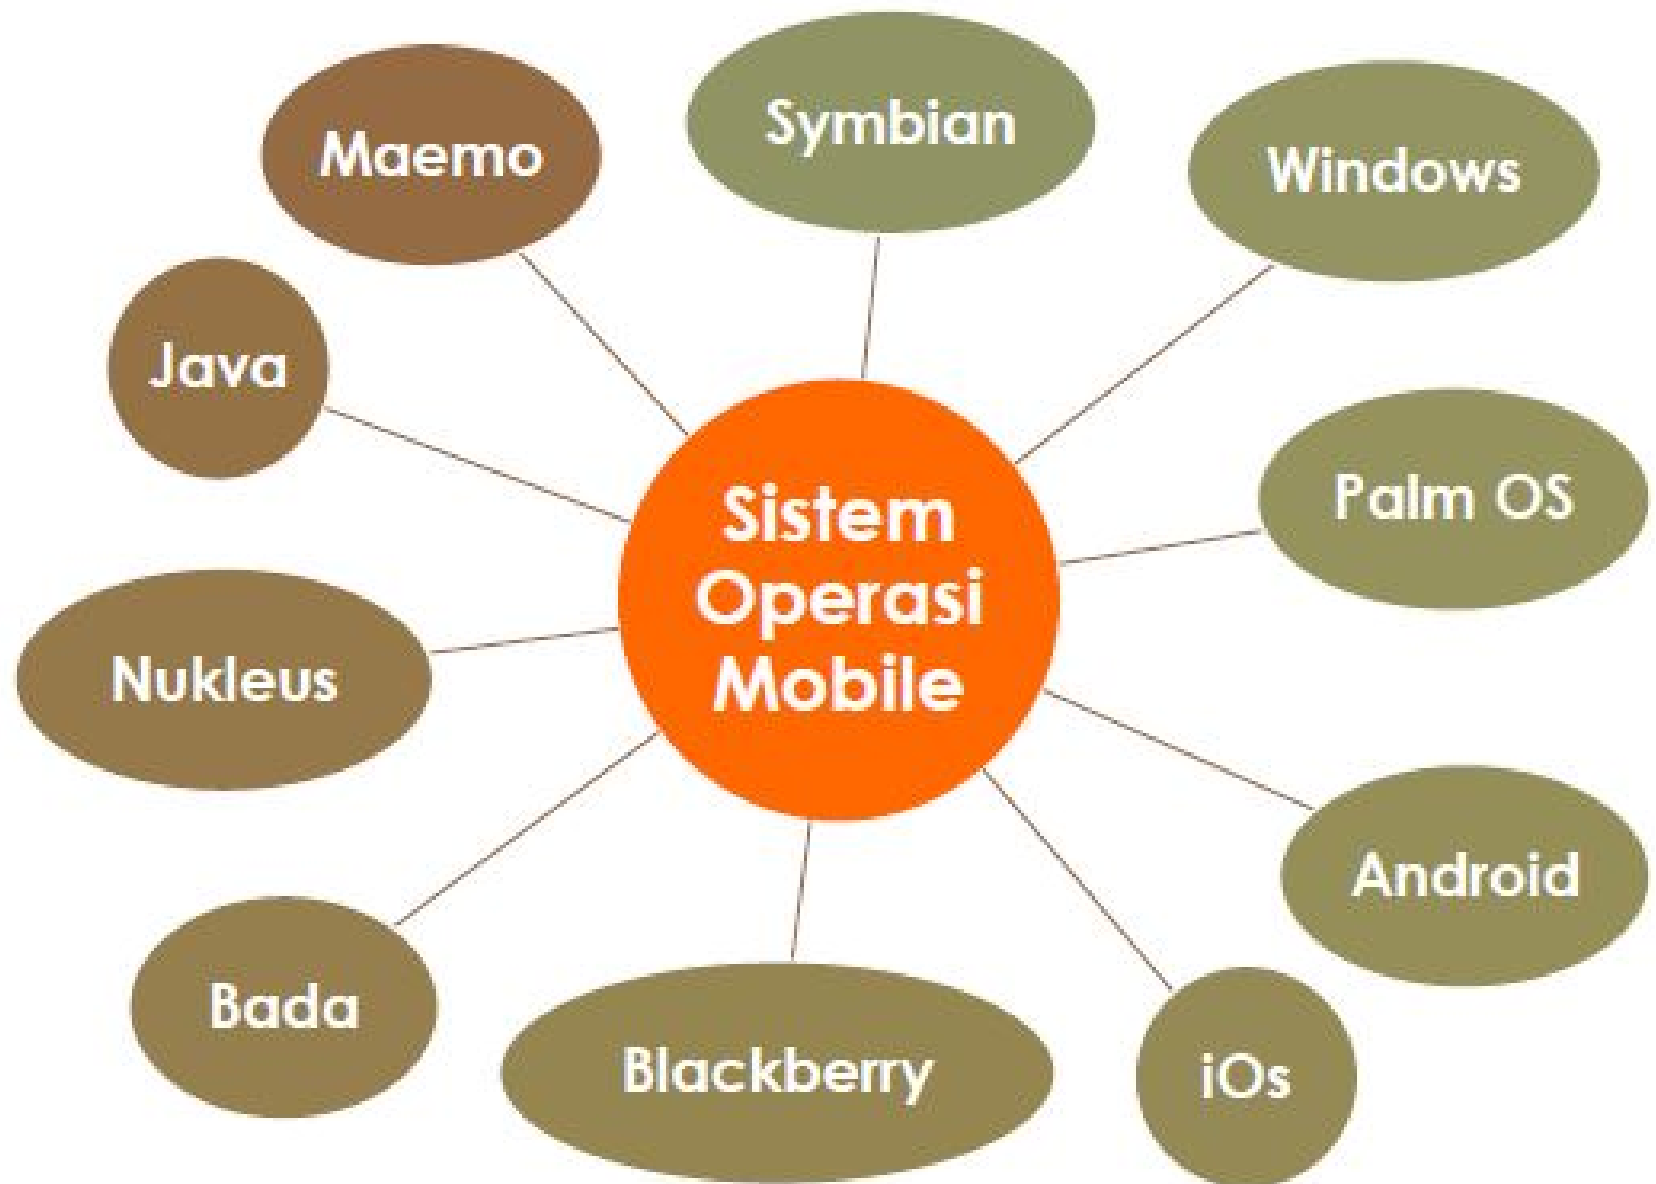 Symbian
Maemo
Windows
Java
Palm OS
Sistem
Operasi
Mobile
Nukleus
Android
Bada
Blackberry
iOs